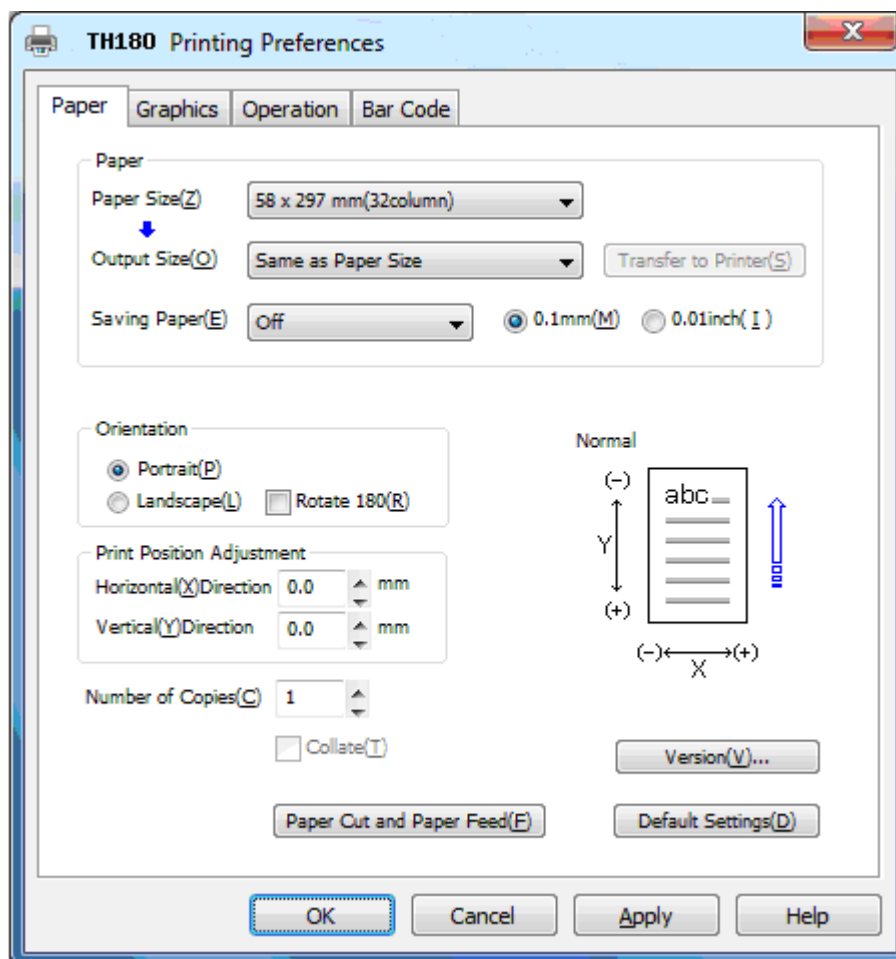 TH180 Printing Preferences
X
Paper Graphics Operation Bar Code
Paper
Paper Size(Z) 58 x 297 mm(32column)
Output Size(O) Same as Paper Size Transfer to Printer(S)
Saving Paper(E) Off 0.1mm(M) 0.01inch( I )
Orientation
Portrait(P)
Landscape(L) Rotate 180(R)
Normal
(-)
abc
Y
(+)
(-) (+)
X
Print Position Adjustment
Horizontal(X)Direction 0.0 mm
Vertical(Y)Direction 0.0 mm
Number of Copies(C) 1
Collate(T)
Version(V)...
Paper Cut and Paper Feed(F) Default Settings(D)
OK Cancel Apply Help